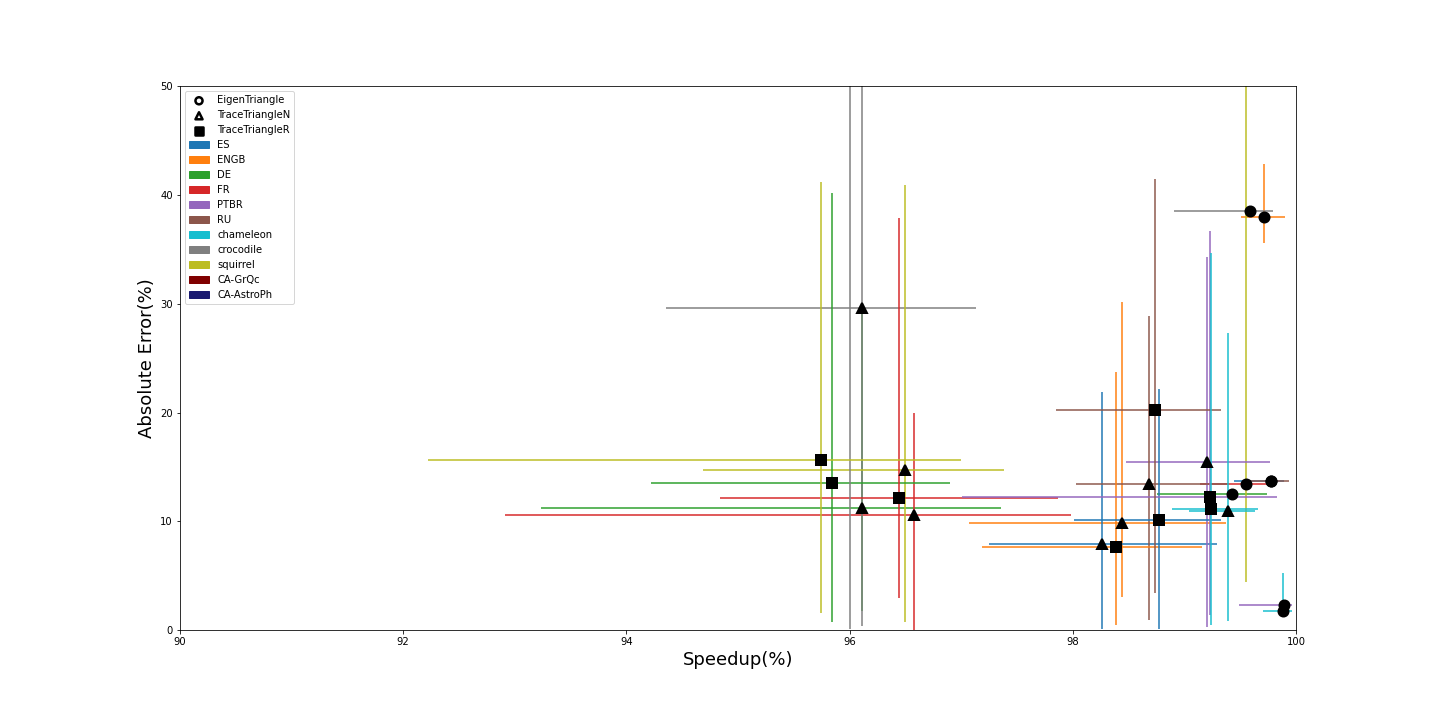 50
40
30
20
10
0
90
92
94
96
98
100
Absolute Error(%)
Speedup(%)
EigenTriangle
TraceTriangleN
TraceTriangleR
ES
ENGB
DE
FR
PTBR
RU
chameleon
crocodile
squirrel
CA-GrQc
CA-AstroPh